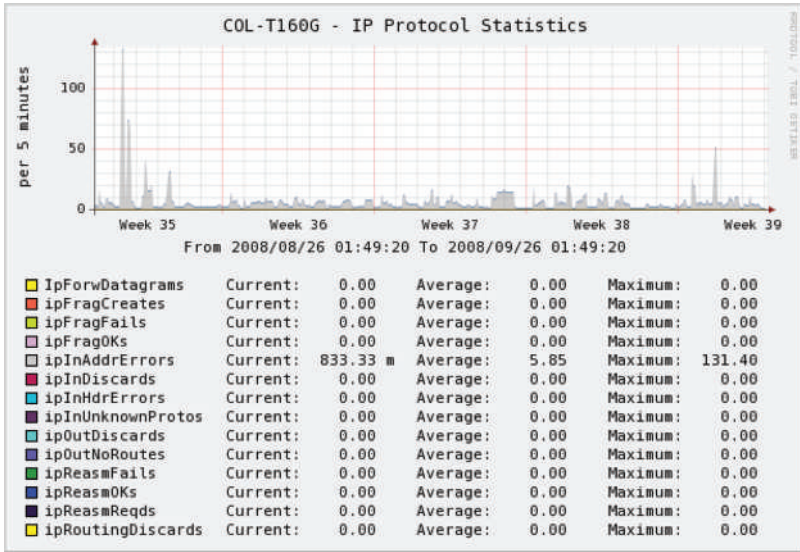 COL-T160G - IP Protocol Statistics
RRDTOOL / TOBI OETIKER
per 5 minutes
100
50
0
Week 35 Week 36 Week 37 Week 38 Week 39
From 2008/08/26 01:49:20 To 2008/09/26 01:49:20
IpForwDatagrams Current: 0.00 Average: 0.00 Maximum: 0.00
ipFragCreates Current: 0.00 Average: 0.00 Maximum: 0.00
ipFragFails Current: 0.00 Average: 0.00 Maximum: 0.00
ipFragOKs Current: 0.00 Average: 0.00 Maximum: 0.00
ipInAddrErrors Current: 833.33 m Average: 5.85 Maximum: 131.40
ipInDiscards Current: 0.00 Average: 0.00 Maximum: 0.00
ipInHdrErrors Current: 0.00 Average: 0.00 Maximum: 0.00
ipInUnknownProtos Current: 0.00 Average: 0.00 Maximum: 0.00
ipOutDiscards Current: 0.00 Average: 0.00 Maximum: 0.00
ipOutNoRoutes Current: 0.00 Average: 0.00 Maximum: 0.00
ipReasmFails Current: 0.00 Average: 0.00 Maximum: 0.00
ipReasmOKs Current: 0.00 Average: 0.00 Maximum: 0.00
ipReasmReqds Current: 0.00 Average: 0.00 Maximum: 0.00
ipRoutingDiscards Current: 0.00 Average: 0.00 Maximum: 0.00